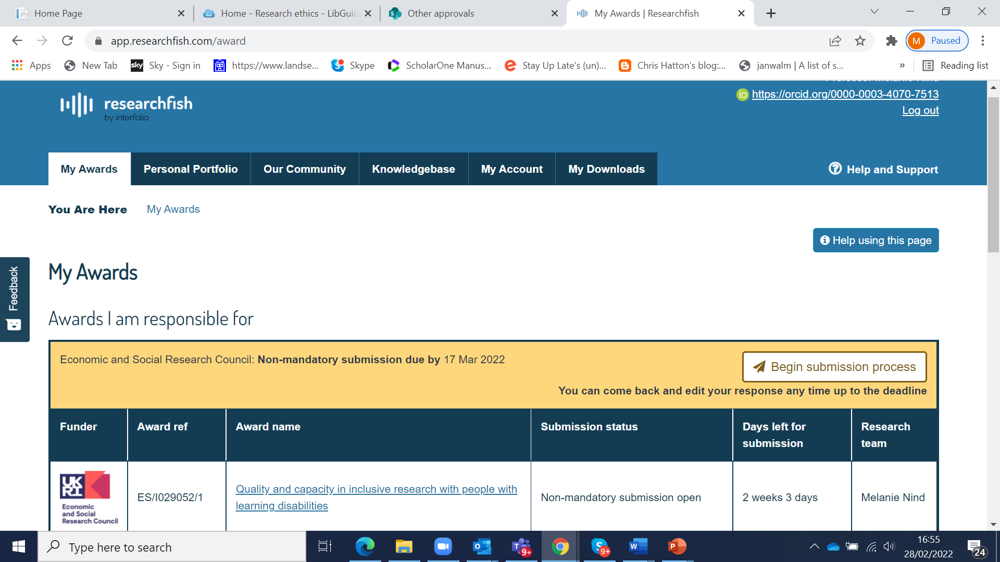 Home Page
Home - Research ethics - LibGuid
Other approvals
My Awards | Researchfish
app.researchfish.com/award
M Paused
Apps
New Tab
sky Sky - Sign in
https://www.landse...
Skype
ScholarOne Manus...
Stay Up Late's (un)...
Chris Hatton's blog:...
janwalm | A list of s...
»
Reading list
researchfish
by interfolio
iD https://orcid.org/0000-0003-4070-7513
Log out
My Awards
Personal Portfolio
Our Community
Knowledgebase
My Account
My Downloads
Help and Support
You Are Here
My Awards
Help using this page
Feedback
My Awards
Awards I am responsible for
Economic and Social Research Council: Non-mandatory submission due by 17 Mar 2022
Begin submission process
You can come back and edit your response any time up to the deadline
Funder
Award ref
Award name
Submission status
Days left for
submission
Research
team
UK
RI
Economic
and Social
Research Council
ES/I029052/1
Quality and capacity in inclusive research with people with
learning disabilities
Non-mandatory submission open
2 weeks 3 days
Melanie Nind
Type here to search
9+
9+
16:55
28/02/2022
24